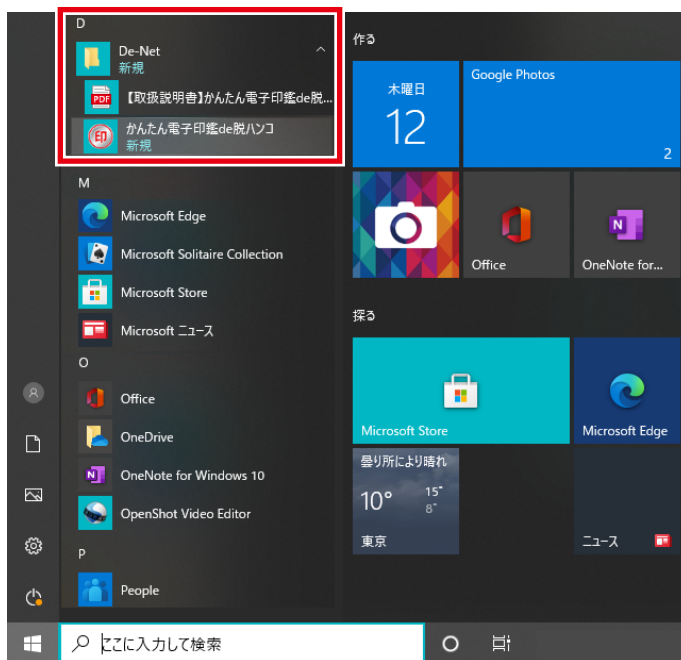 D
De-Net
新規
PDF
【取扱説明書】かんたん電子印鑑de脱...
印
かんたん電子印鑑de脱ハンコ
新規
M
Microsoft Edge
Microsoft Solitaire Collection
Microsoft Store
Microsoft ニュース
O
Office
OneDrive
N
OneNote for Windows 10
OpenShot Video Editor
P
People
ここに入力して検索
作る
木曜日
12
Google Photos
2
Office
N
OneNote for...
探る
Microsoft Store
Microsoft Edge
曇り所により晴れ
10°
15°
8°
東京
ニュース